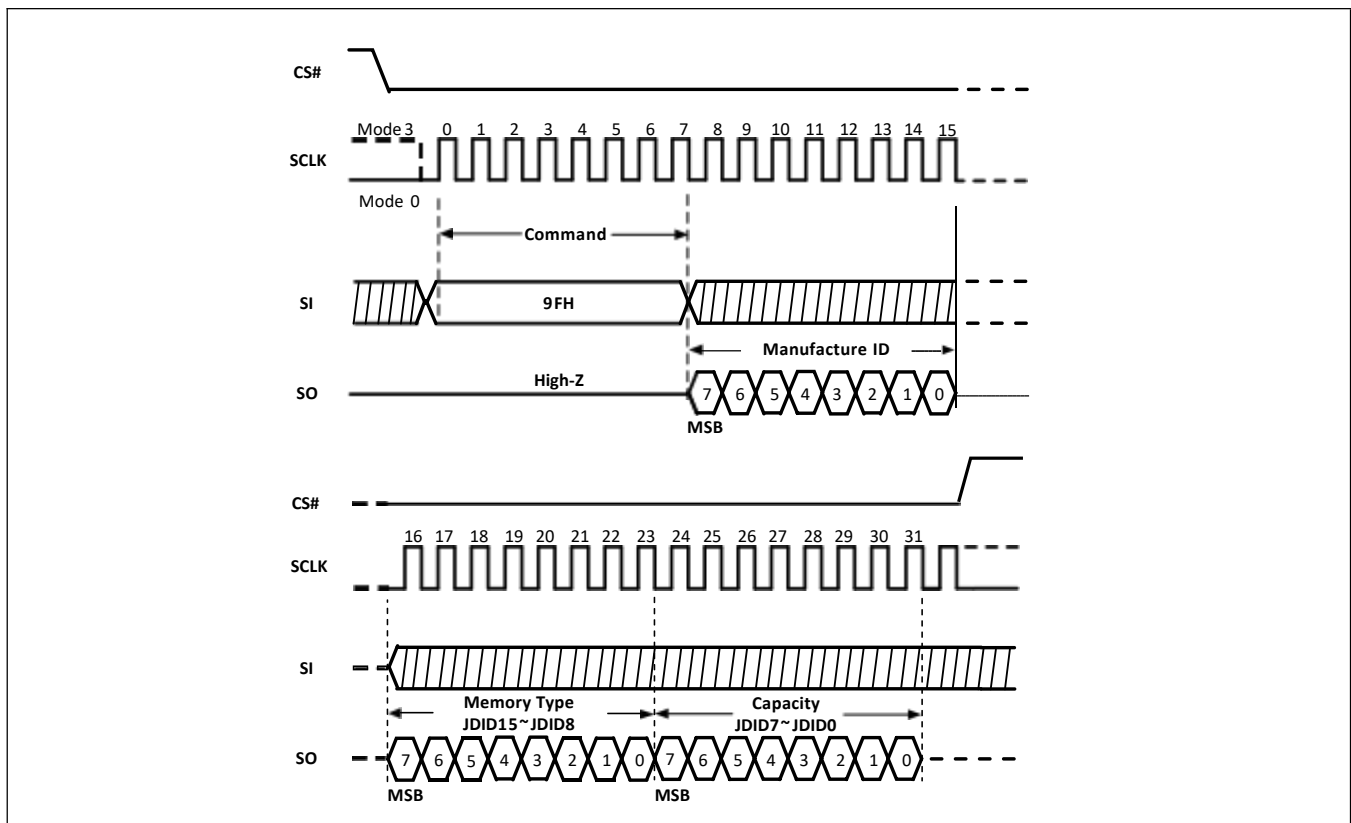 CS#
Mode 3 0 1 2 3 4 5 6 7 8 9 10 11 12 13 14 15
SCLK
Mode 0
Command
SI 9FH
Manufacture ID
High-Z
SO 7 6 5 4 3 2 1 0
MSB
CS#
16 17 18 19 20 21 22 23 24 25 26 27 28 29 30 31
SCLK
SI
Memory Type Capacity
JDID15~JDID8 JDID7~JDID0
SO 7 6 5 4 3 2 1 0 7 6 5 4 3 2 1 0
MSB MSB